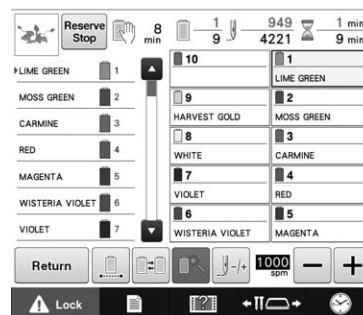 Reserve Stop
8 min
1 9
949 4221
1 min 9 min
LIME GREEN 1
MOSS GREEN 2
CARMINE 3
RED 4
MAGENTA 5
WISTERIA VIOLET 6
VIOLET 7
10
1 LIME GREEN
9 HARVEST GOLD
2 MOSS GREEN
8 WHITE
3 CARMINE
7 VIOLET
4 RED
6 WISTERIA VIOLET
5 MAGENTA
Return
-/+
1000 spm
− +
Lock
?